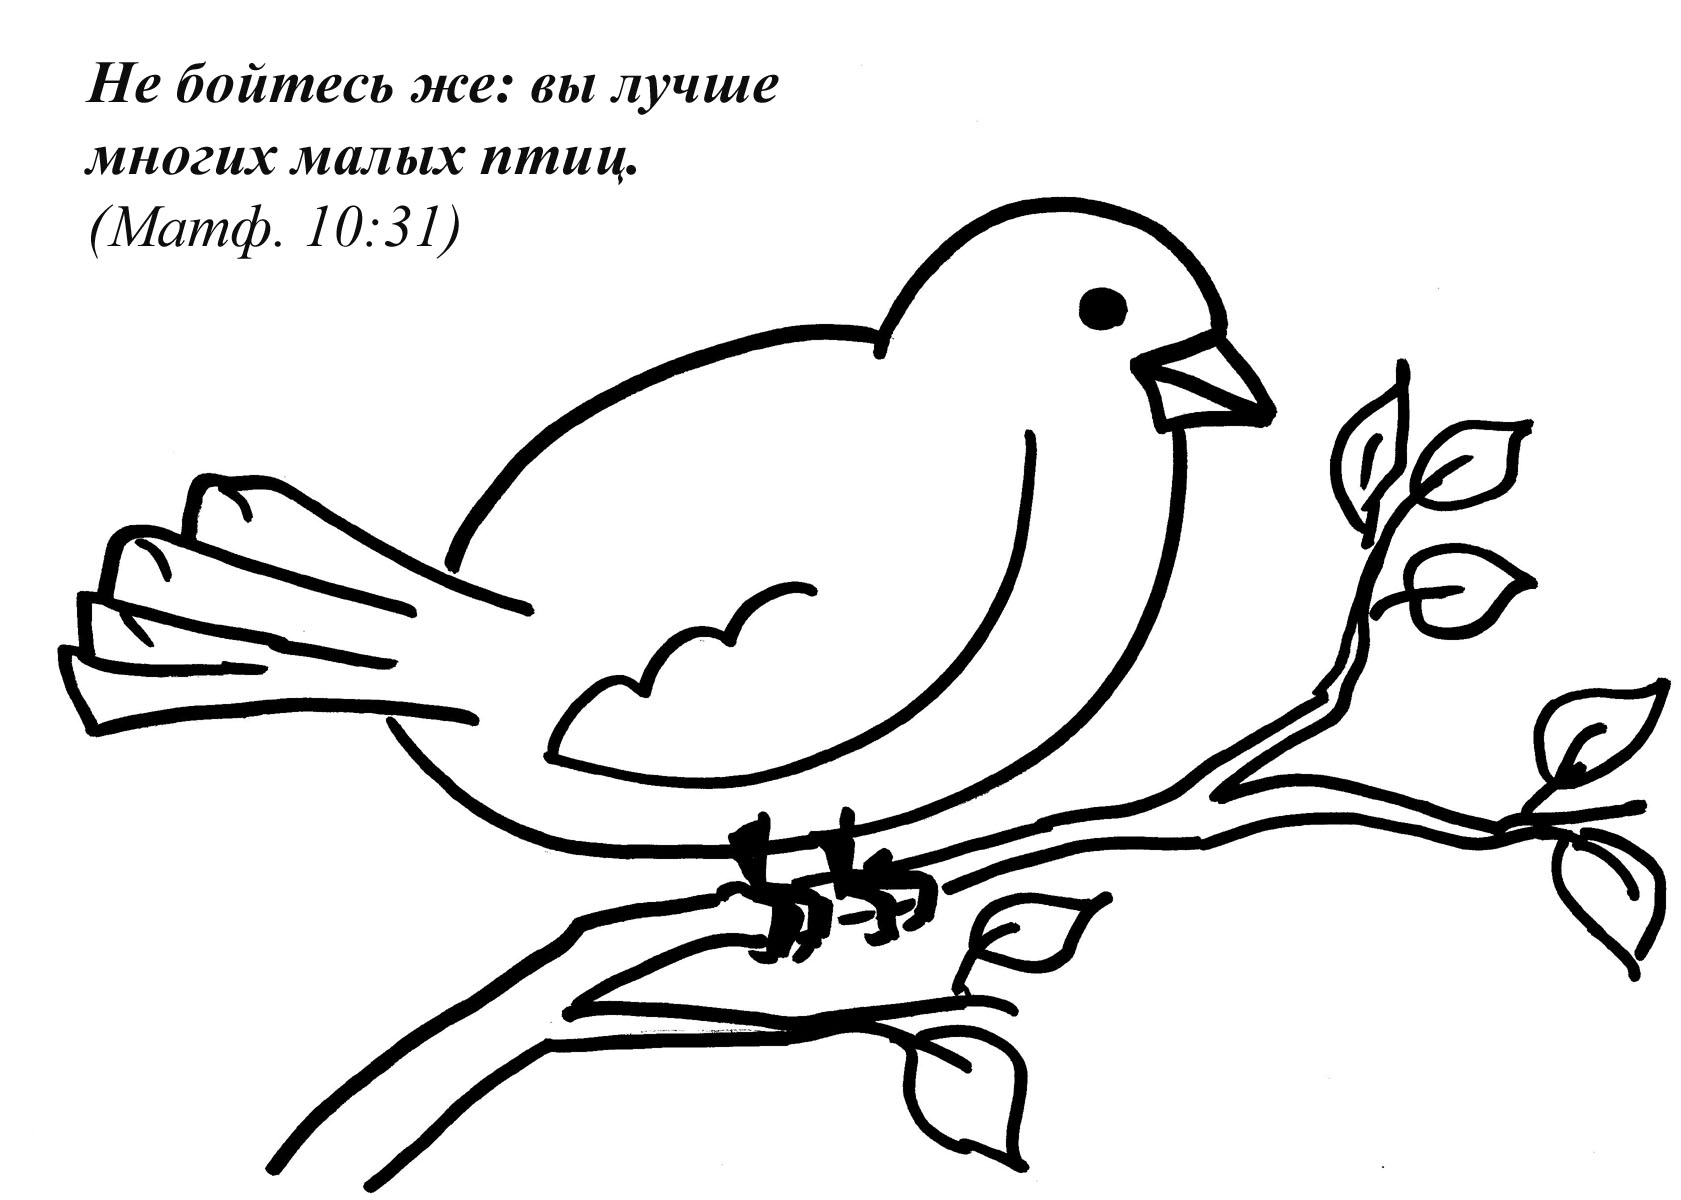 Не бойтесь же: вы лучше
многих малых птиц.
(Матф. 10:31)